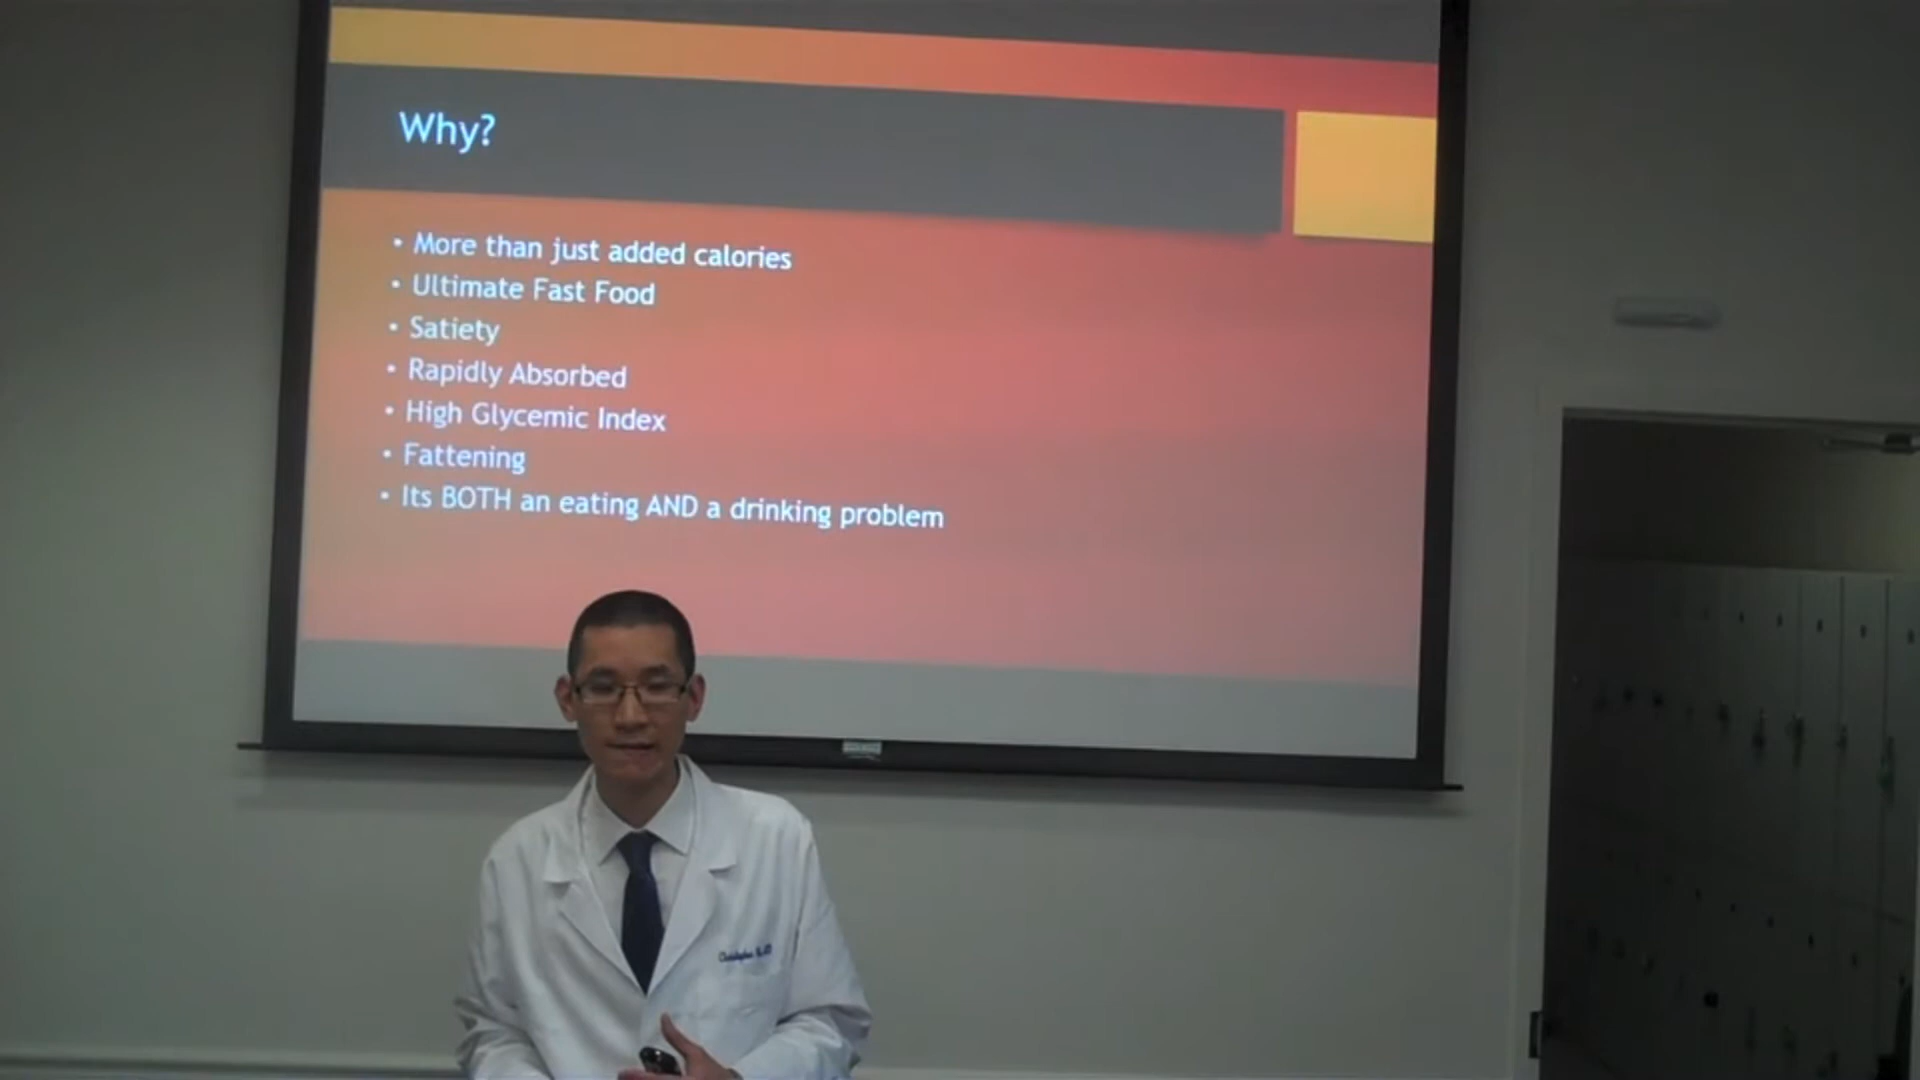 Why?
• More than just added calories
• Ultimate Fast Food
• Satiety
• Rapidly Absorbed
• High Glycemic Index
• Fattening
• Its BOTH an eating AND a drinking problem
Christopher